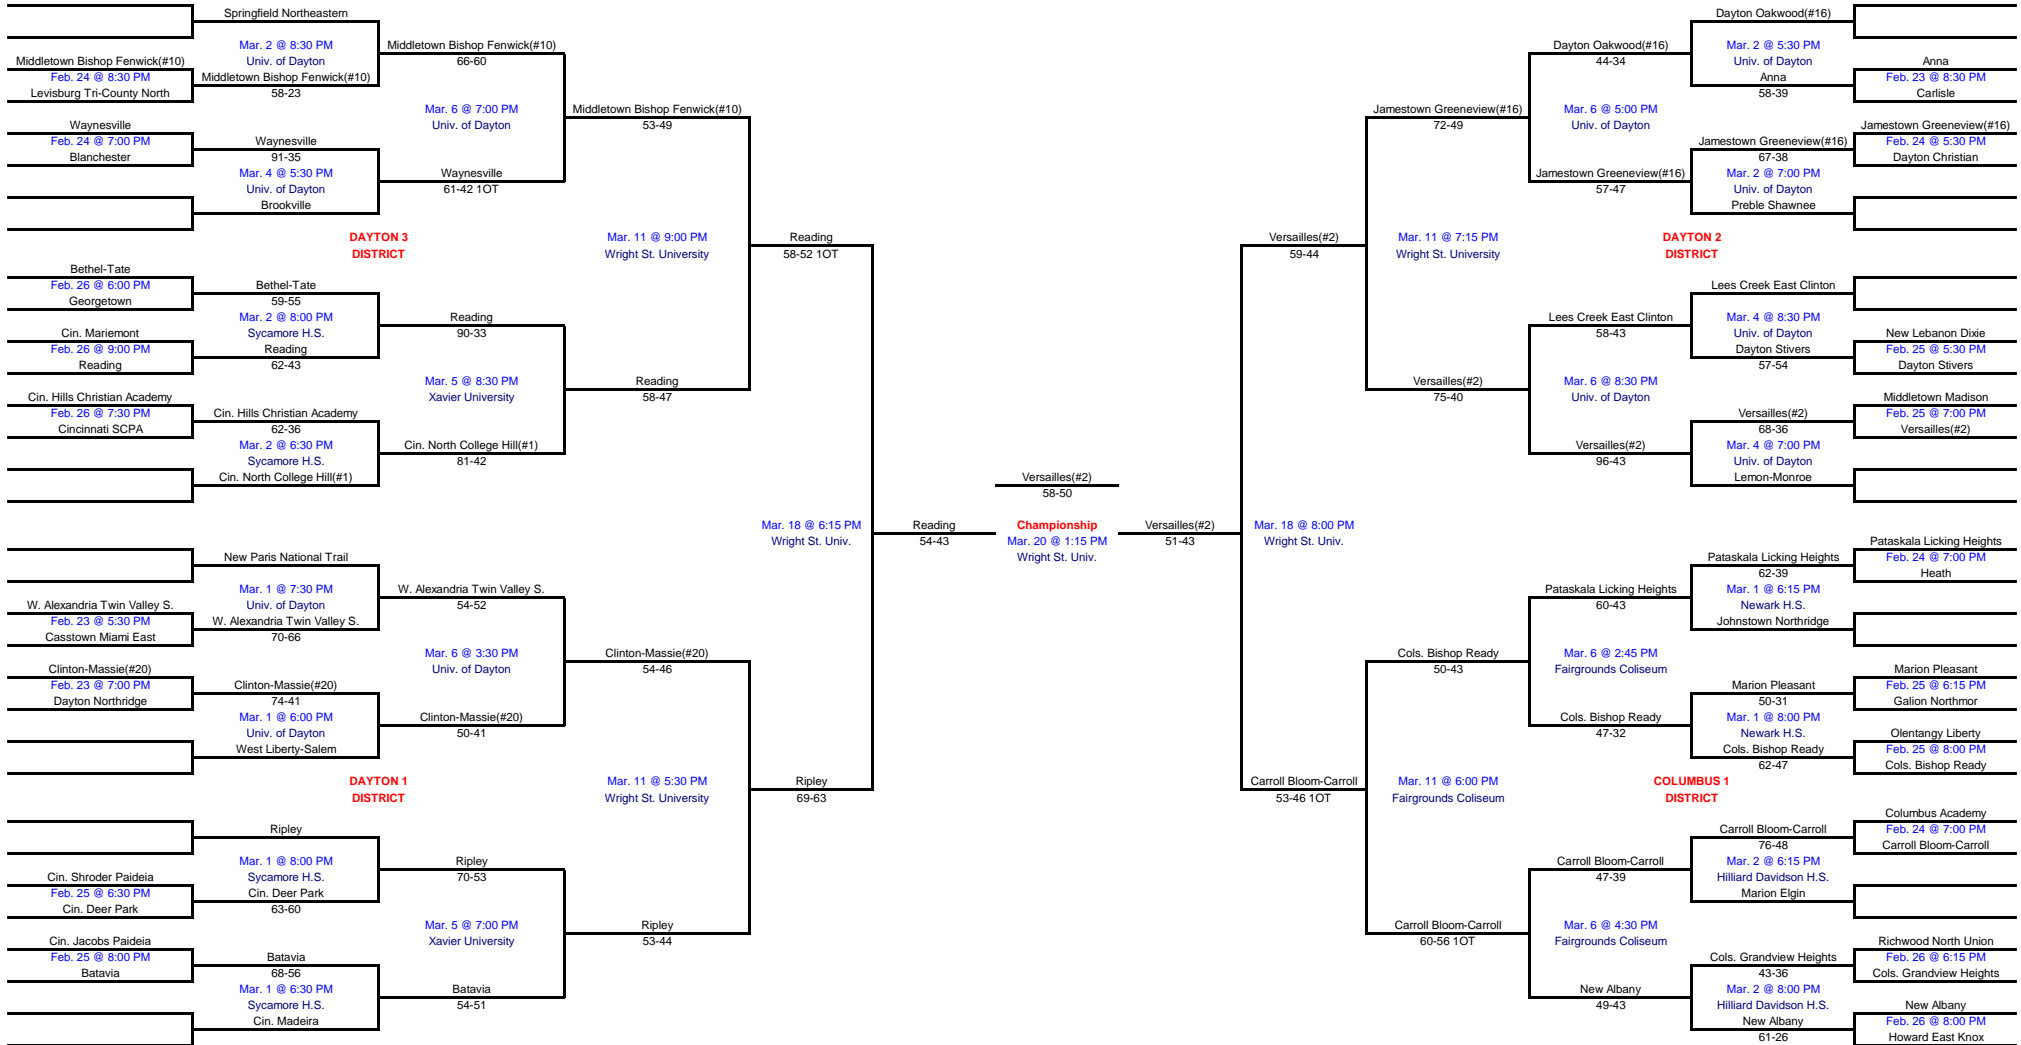 Springfield Northeastern
Mar. 2 @ 8:30 PM
Univ. of Dayton
Middletown Bishop Fenwick(#10)
66-60
Middletown Bishop Fenwick(#10)
Feb. 24 @ 8:30 PM
Levisburg Tri-County North
Middletown Bishop Fenwick(#10)
58-23
Mar. 6 @ 7:00 PM
Univ. of Dayton
Middletown Bishop Fenwick(#10)
53-49
Waynesville
Feb. 24 @ 7:00 PM
Blanchester
Waynesville
91-35
Mar. 4 @ 5:30 PM
Univ. of Dayton
Brookville
Waynesville
61-42 1OT
DAYTON 3
DISTRICT
Mar. 11 @ 9:00 PM
Wright St. University
Reading
58-52 1OT
Bethel-Tate
Feb. 26 @ 6:00 PM
Georgetown
Bethel-Tate
59-55
Mar. 2 @ 8:00 PM
Sycamore H.S.
Reading
62-43
Cin. Mariemont
Feb. 26 @ 9:00 PM
Reading
Reading
90-33
Mar. 5 @ 8:30 PM
Xavier University
Reading
58-47
Cin. Hills Christian Academy
Feb. 26 @ 7:30 PM
Cincinnati SCPA
Cin. Hills Christian Academy
62-36
Mar. 2 @ 6:30 PM
Sycamore H.S.
Cin. North College Hill(#1)
Cin. North College Hill(#1)
81-42
Mar. 18 @ 6:15 PM
Wright St. Univ.
Reading
54-43
New Paris National Trail
Mar. 1 @ 7:30 PM
Univ. of Dayton
W. Alexandria Twin Valley S.
70-66
W. Alexandria Twin Valley S.
Feb. 23 @ 5:30 PM
Casstown Miami East
W. Alexandria Twin Valley S.
54-52
Mar. 6 @ 3:30 PM
Univ. of Dayton
Clinton-Massie(#20)
54-46
Clinton-Massie(#20)
Feb. 23 @ 7:00 PM
Dayton Northridge
Clinton-Massie(#20)
74-41
Mar. 1 @ 6:00 PM
Univ. of Dayton
West Liberty-Salem
Clinton-Massie(#20)
50-41
DAYTON 1
DISTRICT
Mar. 11 @ 5:30 PM
Wright St. University
Ripley
69-63
Ripley
Mar. 1 @ 8:00 PM
Sycamore H.S.
Cin. Deer Park
63-60
Cin. Shroder Paideia
Feb. 25 @ 6:30 PM
Cin. Deer Park
Ripley
70-53
Mar. 5 @ 7:00 PM
Xavier University
Ripley
53-44
Cin. Jacobs Paideia
Feb. 25 @ 8:00 PM
Batavia
Batavia
68-56
Mar. 1 @ 6:30 PM
Sycamore H.S.
Cin. Madeira
Batavia
54-51
Versailles(#2)
58-50
Championship
Mar. 20 @ 1:15 PM
Wright St. Univ.
Versailles(#2)
51-43
Mar. 18 @ 8:00 PM
Wright St. Univ.
Dayton Oakwood(#16)
Mar. 2 @ 5:30 PM
Univ. of Dayton
Anna
58-39
Anna
Feb. 23 @ 8:30 PM
Carlisle
Dayton Oakwood(#16)
44-34
Mar. 6 @ 5:00 PM
Univ. of Dayton
Jamestown Greeneview(#16)
72-49
Jamestown Greeneview(#16)
Feb. 24 @ 5:30 PM
Dayton Christian
Jamestown Greeneview(#16)
67-38
Mar. 2 @ 7:00 PM
Univ. of Dayton
Preble Shawnee
Jamestown Greeneview(#16)
57-47
Versailles(#2)
59-44
Mar. 11 @ 7:15 PM
Wright St. University
DAYTON 2
DISTRICT
Lees Creek East Clinton
Mar. 4 @ 8:30 PM
Univ. of Dayton
Dayton Stivers
57-54
New Lebanon Dixie
Feb. 25 @ 5:30 PM
Dayton Stivers
Lees Creek East Clinton
58-43
Mar. 6 @ 8:30 PM
Univ. of Dayton
Versailles(#2)
75-40
Middletown Madison
Feb. 25 @ 7:00 PM
Versailles(#2)
Versailles(#2)
68-36
Mar. 4 @ 7:00 PM
Univ. of Dayton
Lemon-Monroe
Versailles(#2)
96-43
Pataskala Licking Heights
Feb. 24 @ 7:00 PM
Heath
Pataskala Licking Heights
62-39
Mar. 1 @ 6:15 PM
Newark H.S.
Johnstown Northridge
Pataskala Licking Heights
60-43
Mar. 6 @ 2:45 PM
Fairgrounds Coliseum
Cols. Bishop Ready
50-43
Marion Pleasant
Feb. 25 @ 6:15 PM
Galion Northmor
Marion Pleasant
50-31
Mar. 1 @ 8:00 PM
Newark H.S.
Cols. Bishop Ready
62-47
Olentangy Liberty
Feb. 25 @ 8:00 PM
Cols. Bishop Ready
Cols. Bishop Ready
47-32
Carroll Bloom-Carroll
53-46 1OT
Mar. 11 @ 6:00 PM
Fairgrounds Coliseum
COLUMBUS 1
DISTRICT
Columbus Academy
Feb. 24 @ 7:00 PM
Carroll Bloom-Carroll
Carroll Bloom-Carroll
76-48
Mar. 2 @ 6:15 PM
Hilliard Davidson H.S.
Marion Elgin
Carroll Bloom-Carroll
47-39
Mar. 6 @ 4:30 PM
Fairgrounds Coliseum
Carroll Bloom-Carroll
60-56 1OT
Richwood North Union
Feb. 26 @ 6:15 PM
Cols. Grandview Heights
Cols. Grandview Heights
43-36
Mar. 2 @ 8:00 PM
Hilliard Davidson H.S.
New Albany
61-26
New Albany
Feb. 26 @ 8:00 PM
Howard East Knox
New Albany
49-43